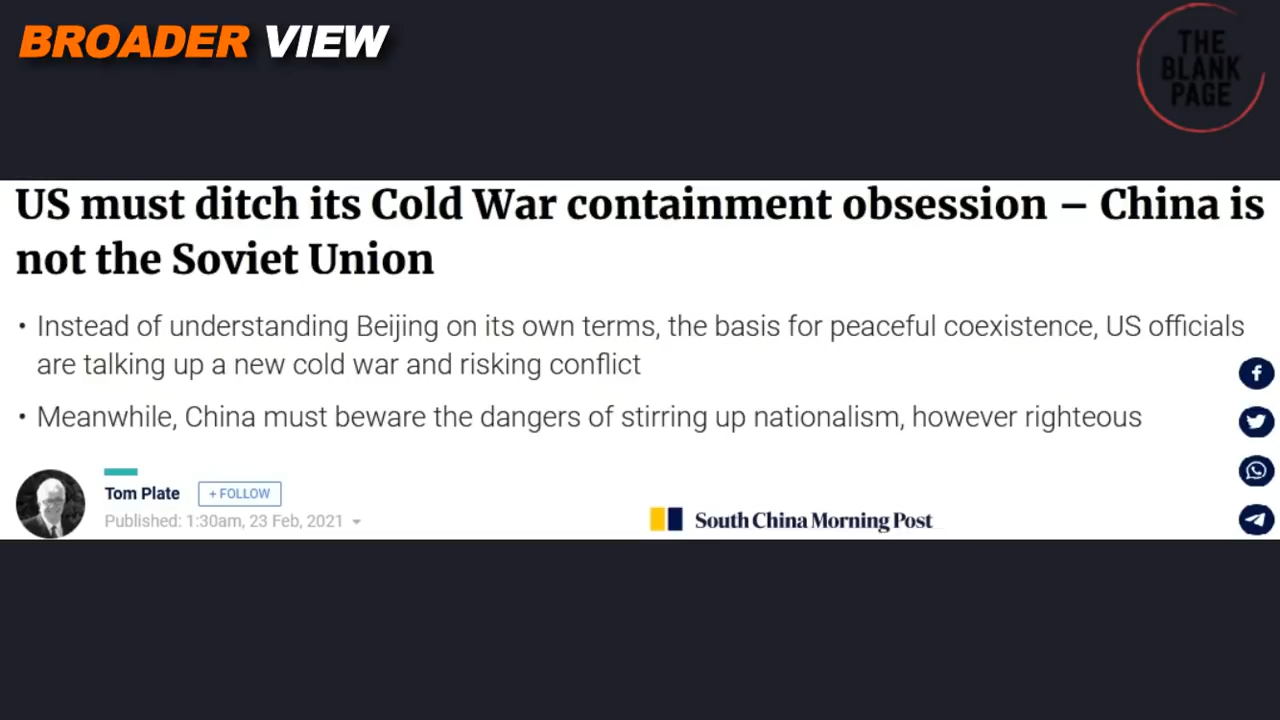 BROADER VIEW
THE
BLANK
PAGE
US must ditch its Cold War containment obsession – China is
not the Soviet Union
• Instead of understanding Beijing on its own terms, the basis for peaceful coexistence, US officials
are talking up a new cold war and risking conflict
• Meanwhile, China must beware the dangers of stirring up nationalism, however righteous
Tom Plate + FOLLOW
Published: 1:30am, 23 Feb, 2021
South China Morning Post